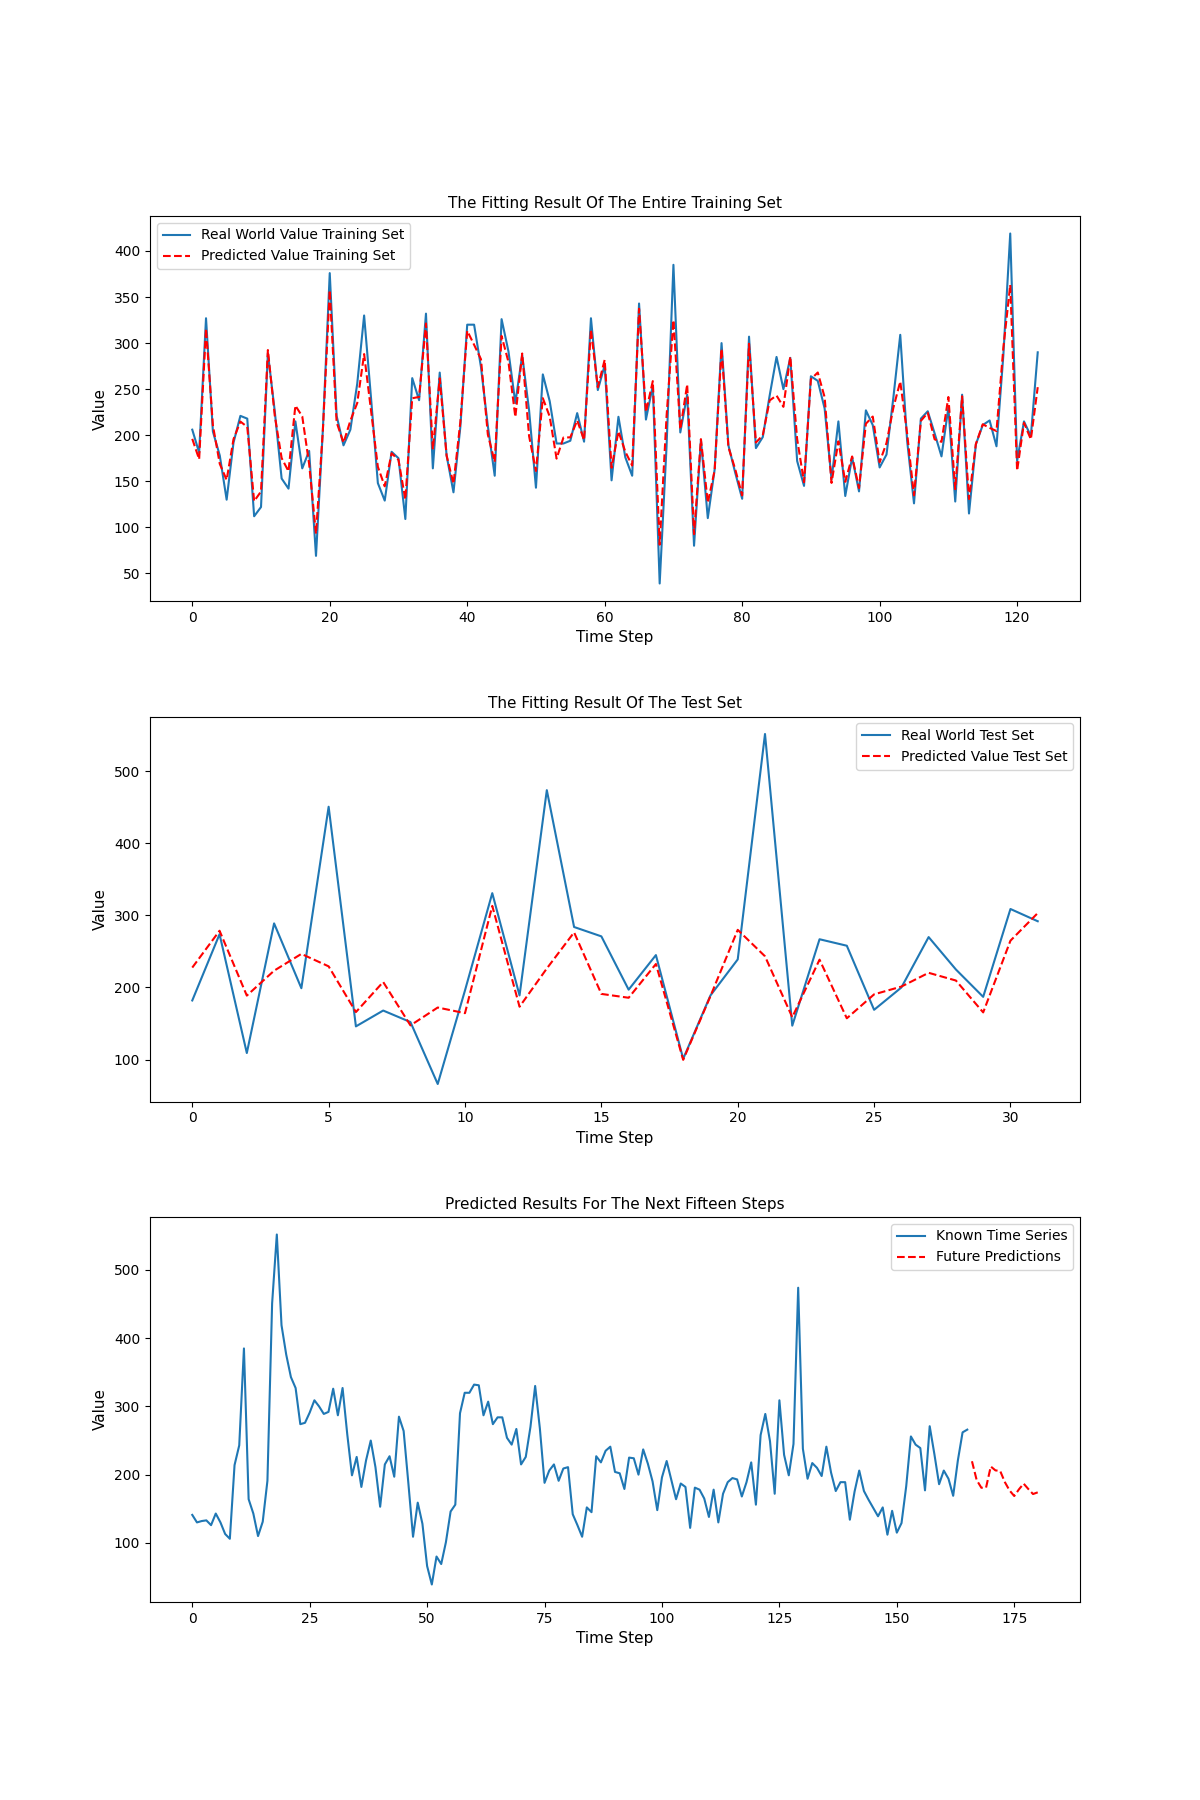 The Fitting Result Of The Entire Training Set
Real World Value Training Set
Predicted Value Training Set
Value
400
350
300
250
200
150
100
50
0 20 40 60 80 100 120
Time Step
The Fitting Result Of The Test Set
Real World Test Set
Predicted Value Test Set
Value
500
400
300
200
100
0 5 10 15 20 25 30
Time Step
Predicted Results For The Next Fifteen Steps
Known Time Series
Future Predictions
Value
500
400
300
200
100
0 25 50 75 100 125 150 175
Time Step